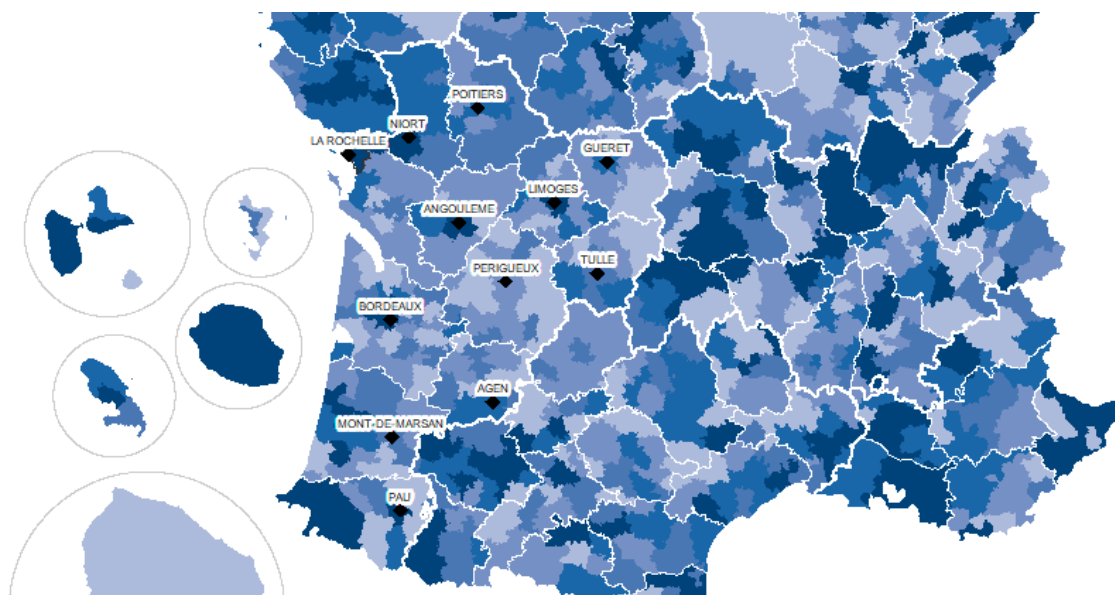 POITIERS
NIORT
LA ROCHELLE
GUERET
LIMOGES
ANGOULEME
PERIGUEUX
TULLE
BORDEAUX
AGEN
MONT-DE-MARSAN
PAU